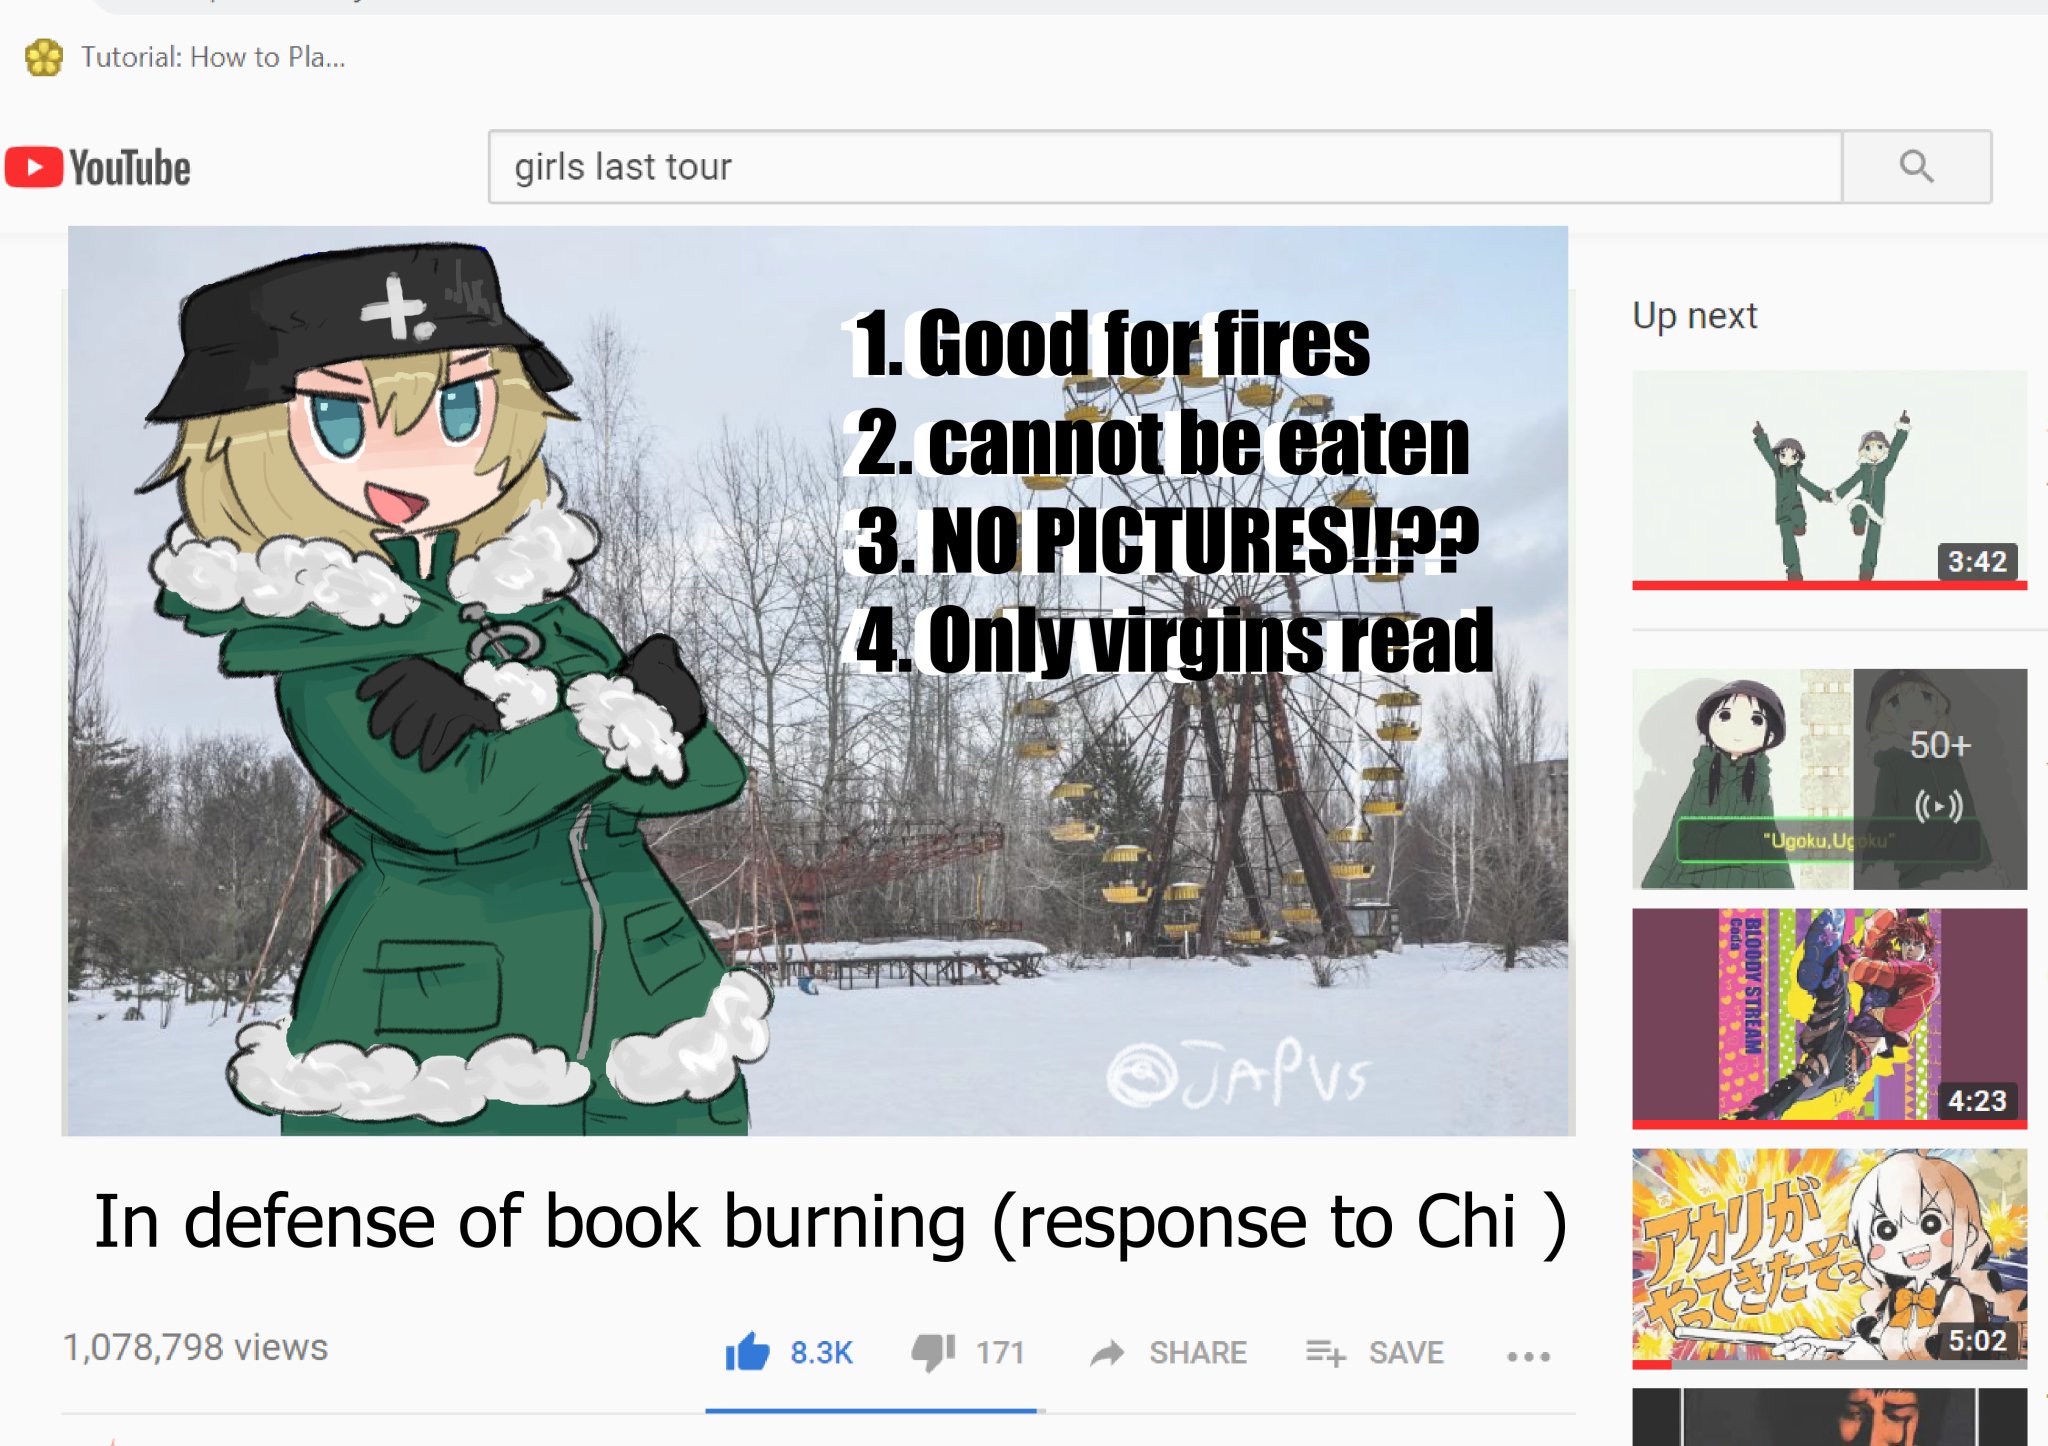 Tutorial: How to Pla...
YouTube
girls last tour
1. Good for fires
2. cannot be eaten
3. NO PICTURES!!??
4. Only virgins read
@JAPVS
In defense of book burning (response to Chi )
1,078,798 views
8.3K
171
SHARE
SAVE
Up next
3:42
50+
"Ugoku,Ugoku"
BLOODY STREAM
Coda
4:23
アカリが
やってきたぞっ
5:02